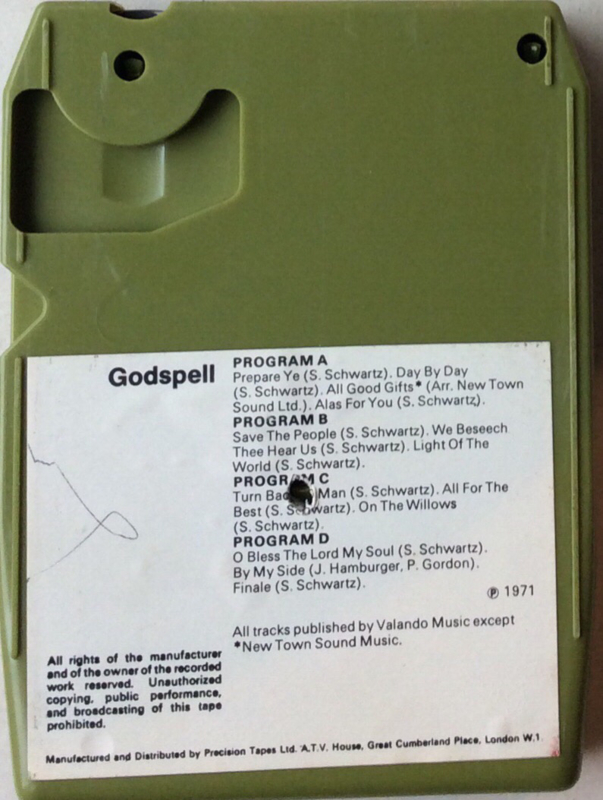 Godspell
PROGRAM A
Prepare Ye (S. Schwartz). Day By Day
(S. Schwartz). All Good Gifts* (Arr. New Town
Sound Ltd.). Alas For You (S. Schwartz).
PROGRAM B
Save The People (S. Schwartz). We Beseech
Thee Hear Us (S. Schwartz). Light Of The
World (S. Schwartz).
PROGRAM C
Turn Man (S. Schwartz). All For The
Best (S. Schwartz). On The Willows
(S. Schwartz).
PROGRAM D
O Bless The Lord My Soul (S. Schwartz).
By My Side (J. Hamburger, P. Gordon).
Finale (S. Schwartz).
℗ 1971
All tracks published by Valando Music except
*New Town Sound Music.
All rights of the manufacturer
and of the owner of the recorded
work reserved. Unauthorized
copying, public performance,
and broadcasting of this tape
prohibited.
Manufactured and Distributed by Precision Tapes Ltd. A.T.V. House, Great Cumberland Place, London W.1.